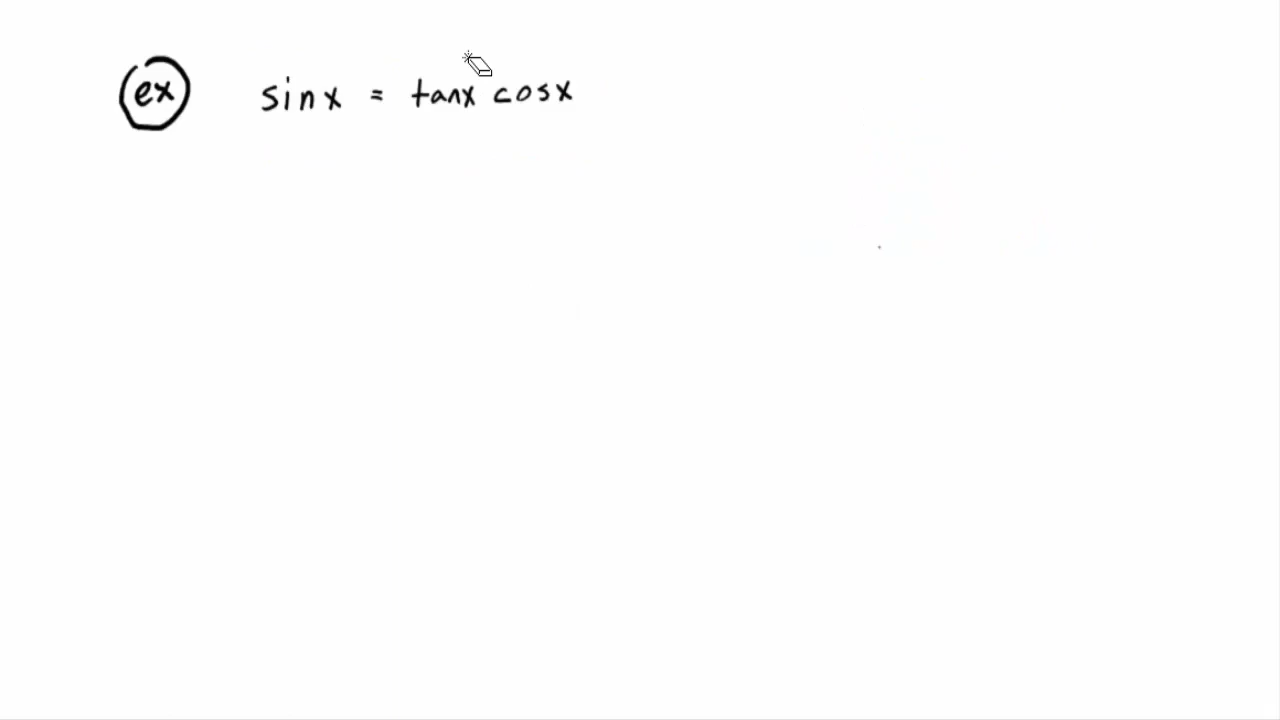 ex sinx = tanx cosx